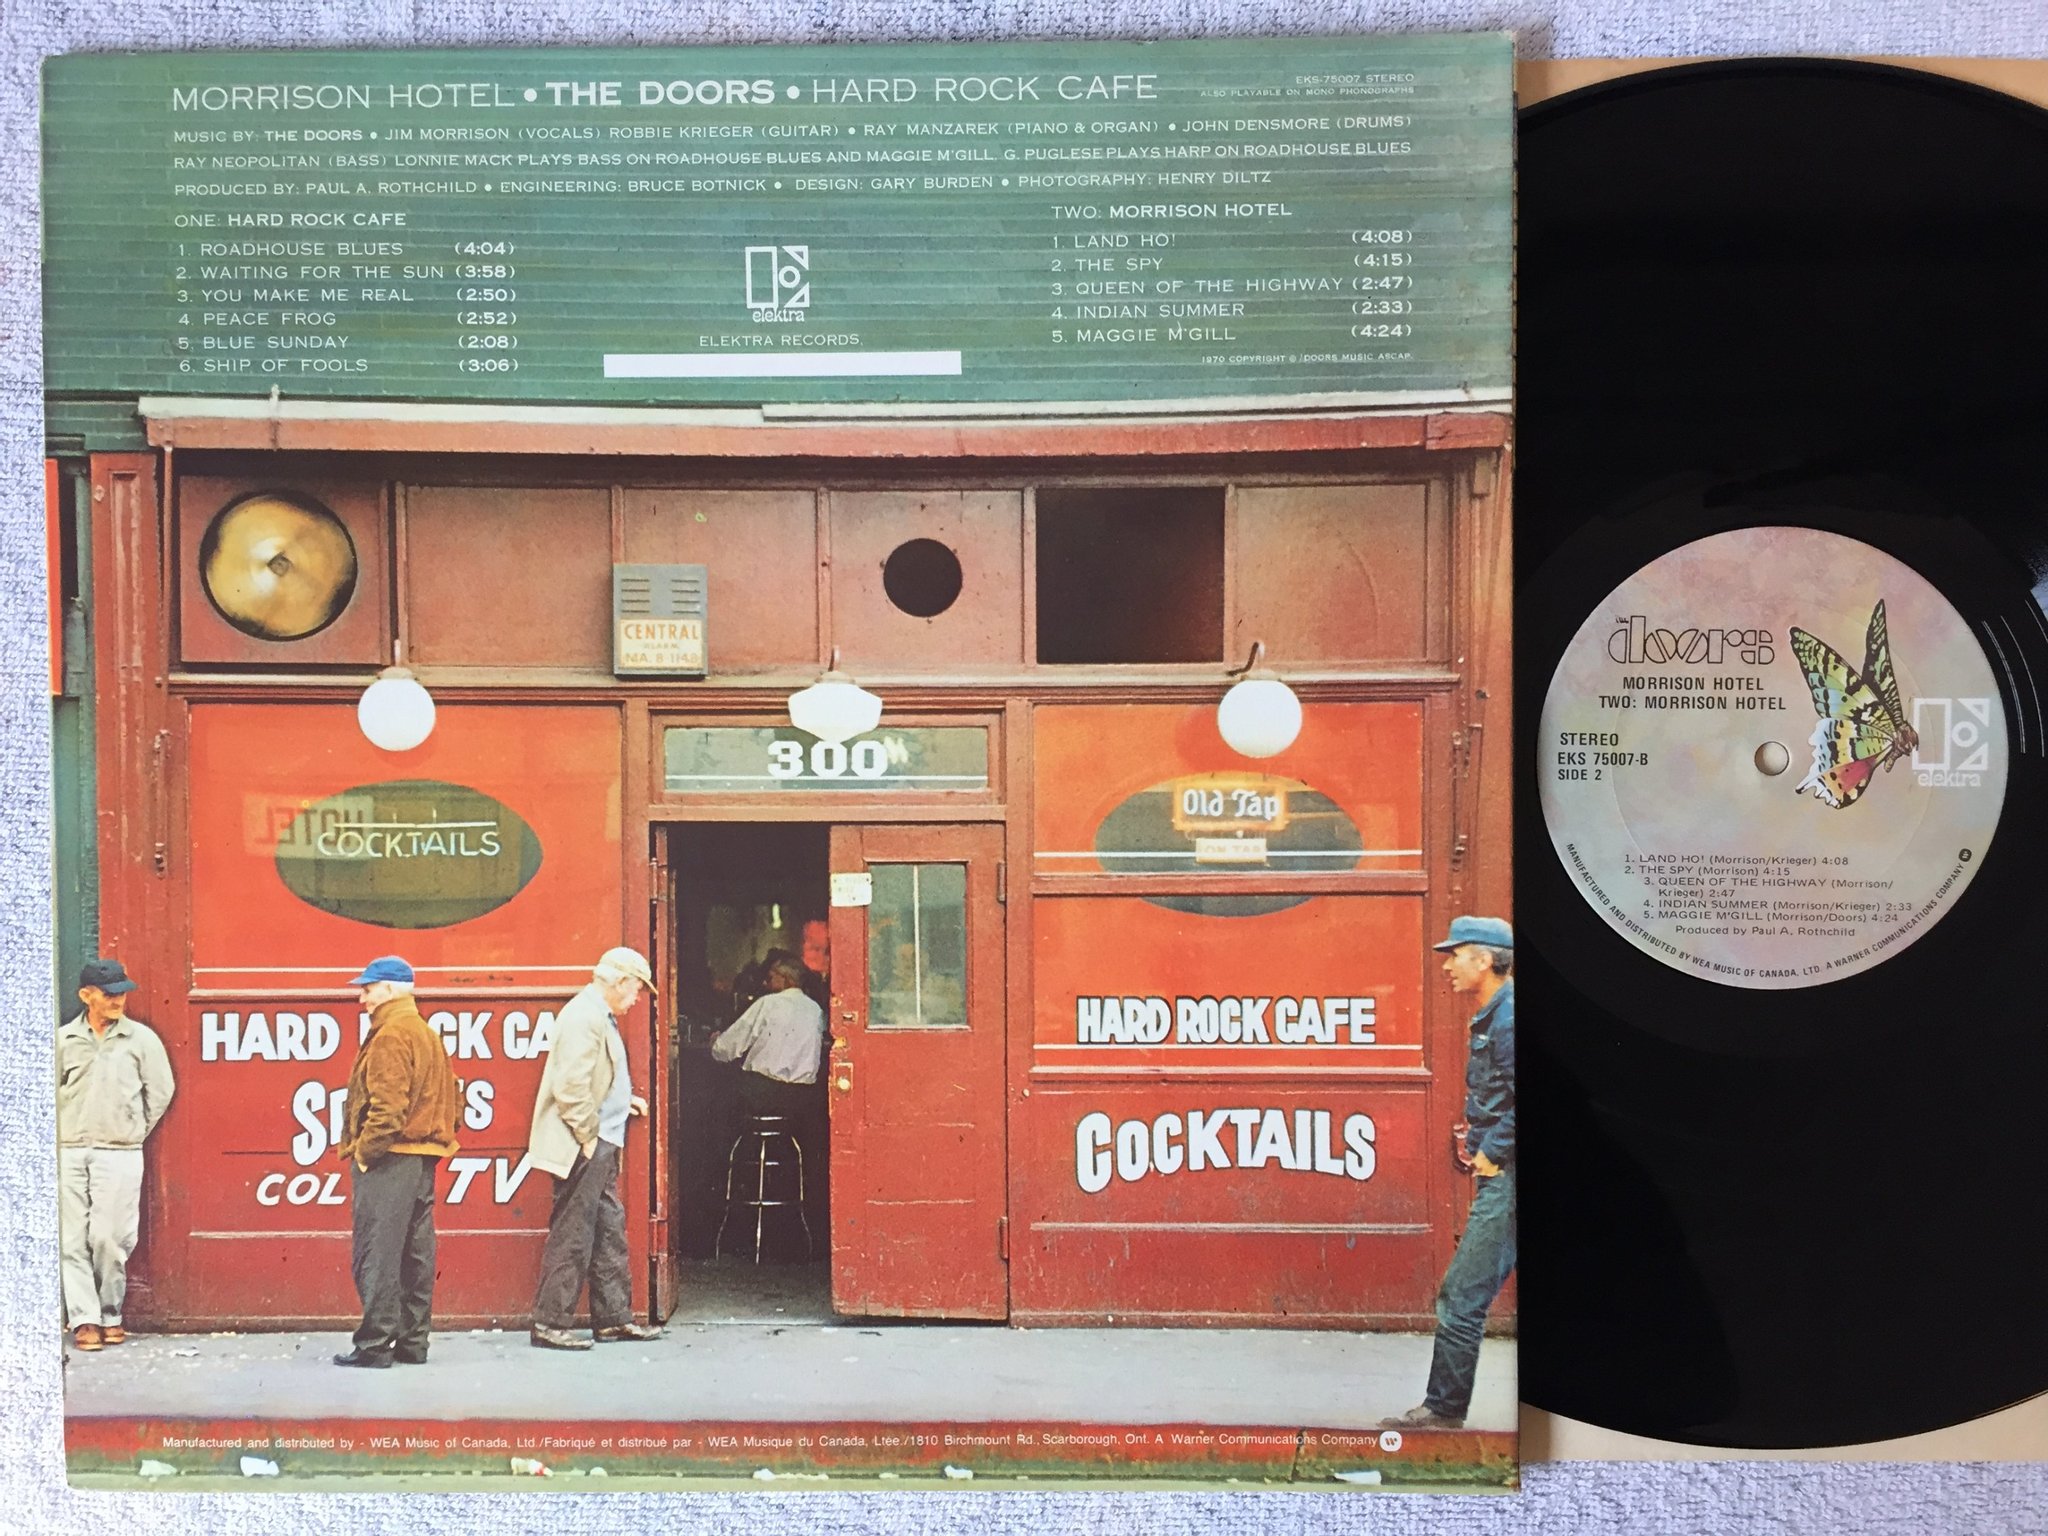 MORRISON HOTEL • THE DOORS • HARD ROCK CAFE
EKS-75007 STEREO
ALSO PLAYABLE ON MONO PHONOGRAPHS
MUSIC BY: THE DOORS • JIM MORRISON (VOCALS) ROBBIE KRIEGER (GUITAR) • RAY MANZAREK (PIANO & ORGAN) • JOHN DENSMORE (DRUMS)
RAY NEOPOLITAN (BASS) LONNIE MACK PLAYS BASS ON ROADHOUSE BLUES AND MAGGIE M'GILL. G. PUGLESE PLAYS HARP ON ROADHOUSE BLUES
PRODUCED BY: PAUL A. ROTHCHILD • ENGINEERING: BRUCE BOTNICK • DESIGN: GARY BURDEN • PHOTOGRAPHY: HENRY DILTZ
ONE: HARD ROCK CAFE
1. ROADHOUSE BLUES (4:04)
2. WAITING FOR THE SUN (3:58)
3. YOU MAKE ME REAL (2:50)
4. PEACE FROG (2:52)
5. BLUE SUNDAY (2:08)
6. SHIP OF FOOLS (3:06)
elektra
ELEKTRA RECORDS,
TWO: MORRISON HOTEL
1. LAND HO! (4:08)
2. THE SPY (4:15)
3. QUEEN OF THE HIGHWAY (2:47)
4. INDIAN SUMMER (2:33)
5. MAGGIE M'GILL (4:24)
1970 COPYRIGHT © / DOORS MUSIC ASCAP.
CENTRAL
ALARM
MA. 8-1148
300
HOTEL
COCKTAILS
Old Tap
ON TAP
HARD CK CA
S 'S
COL TV
HARD ROCK CAFE
COCKTAILS
Manufactured and distributed by - WEA Music of Canada, Ltd./Fabriqué et distribué par - WEA Musique du Canada, Ltée./1810 Birchmount Rd., Scarborough, Ont. A Warner Communications Company
THE doors
MORRISON HOTEL
TWO: MORRISON HOTEL
STEREO
EKS 75007-B
SIDE 2
elektra
1. LAND HO! (Morrison/Krieger) 4:08
2. THE SPY (Morrison) 4:15
3. QUEEN OF THE HIGHWAY (Morrison/
Krieger) 2:47
4. INDIAN SUMMER (Morrison/Krieger) 2:33
5. MAGGIE M'GILL (Morrison/Doors) 4:24
Produced by Paul A. Rothchild
MANUFACTURED AND DISTRIBUTED BY WEA MUSIC OF CANADA, LTD. A WARNER COMMUNICATIONS COMPANY